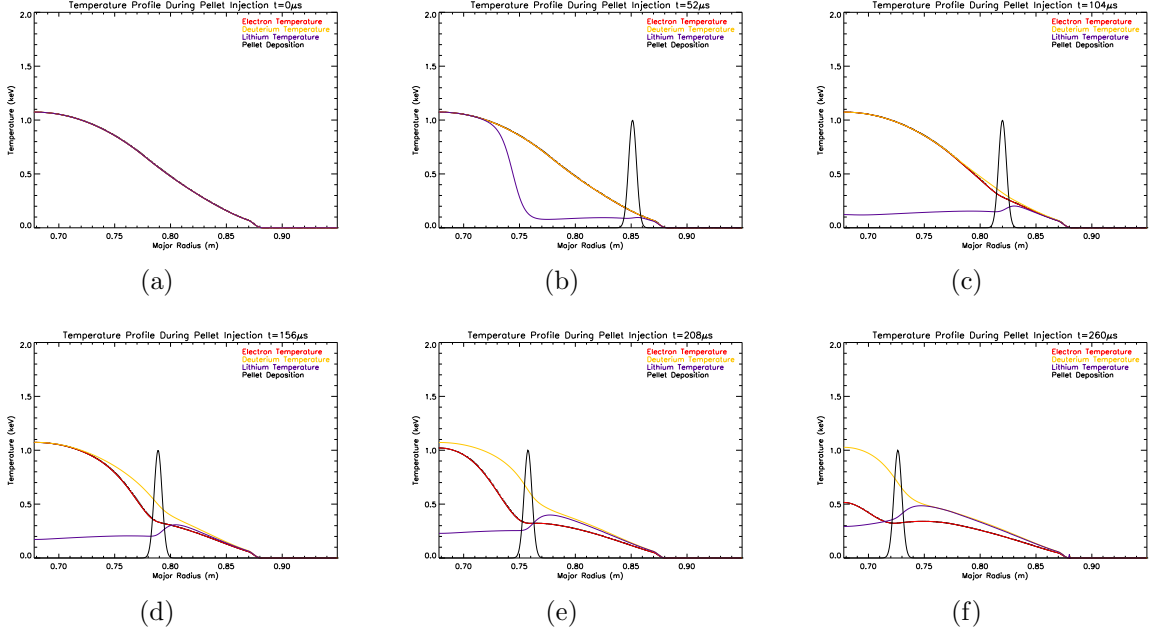 Temperature Profile During Pellet Injection t=0μs
2.0
1.5
1.0
0.5
0.0
Temperature (keV)
Electron Temperature
Deuterium Temperature
Lithium Temperature
Pellet Deposition
0.70 0.75 0.80 0.85 0.90
Major Radius (m)
(a)
Temperature Profile During Pellet Injection t=52μs
2.0
1.5
1.0
0.5
0.0
Temperature (keV)
Electron Temperature
Deuterium Temperature
Lithium Temperature
Pellet Deposition
0.70 0.75 0.80 0.85 0.90
Major Radius (m)
(b)
Temperature Profile During Pellet Injection t=104μs
2.0
1.5
1.0
0.5
0.0
Temperature (keV)
Electron Temperature
Deuterium Temperature
Lithium Temperature
Pellet Deposition
0.70 0.75 0.80 0.85 0.90
Major Radius (m)
(c)
Temperature Profile During Pellet Injection t=156μs
2.0
1.5
1.0
0.5
0.0
Temperature (keV)
Electron Temperature
Deuterium Temperature
Lithium Temperature
Pellet Deposition
0.70 0.75 0.80 0.85 0.90
Major Radius (m)
(d)
Temperature Profile During Pellet Injection t=208μs
2.0
1.5
1.0
0.5
0.0
Temperature (keV)
Electron Temperature
Deuterium Temperature
Lithium Temperature
Pellet Deposition
0.70 0.75 0.80 0.85 0.90
Major Radius (m)
(e)
Temperature Profile During Pellet Injection t=260μs
2.0
1.5
1.0
0.5
0.0
Temperature (keV)
Electron Temperature
Deuterium Temperature
Lithium Temperature
Pellet Deposition
0.70 0.75 0.80 0.85 0.90
Major Radius (m)
(f)